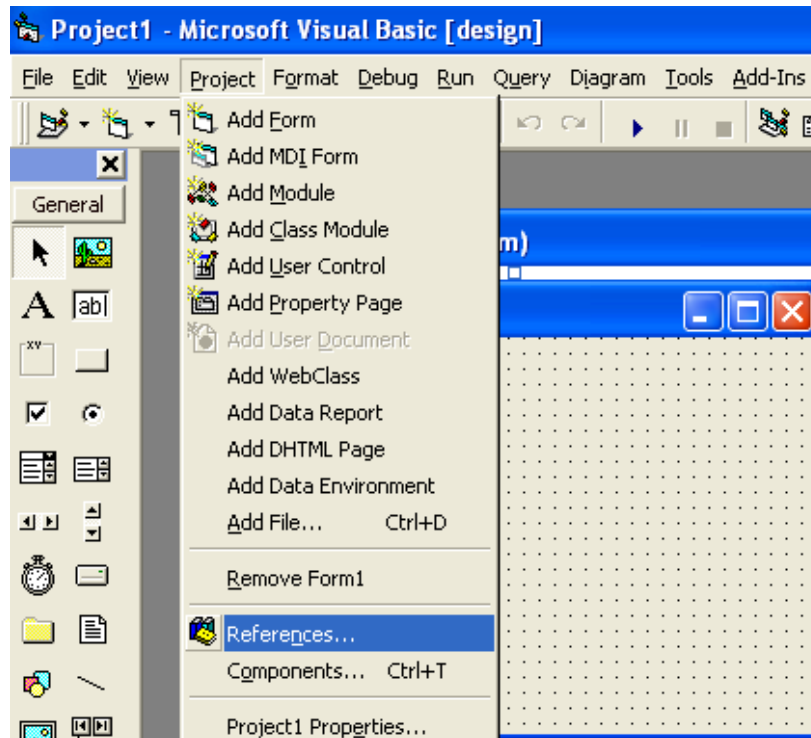 Project1 - Microsoft Visual Basic [design]
File Edit View Project Format Debug Run Query Diagram Tools Add-Ins
Add Form
Add MDI Form
Add Module
General
Add Class Module
m)
Add User Control
A ab Add Property Page
XY Add User Document
Add WebClass
Add Data Report
Add DHTML Page
Add Data Environment
Add File... Ctrl+D
Remove Form1
References...
Components... Ctrl+T
Project1 Properties...